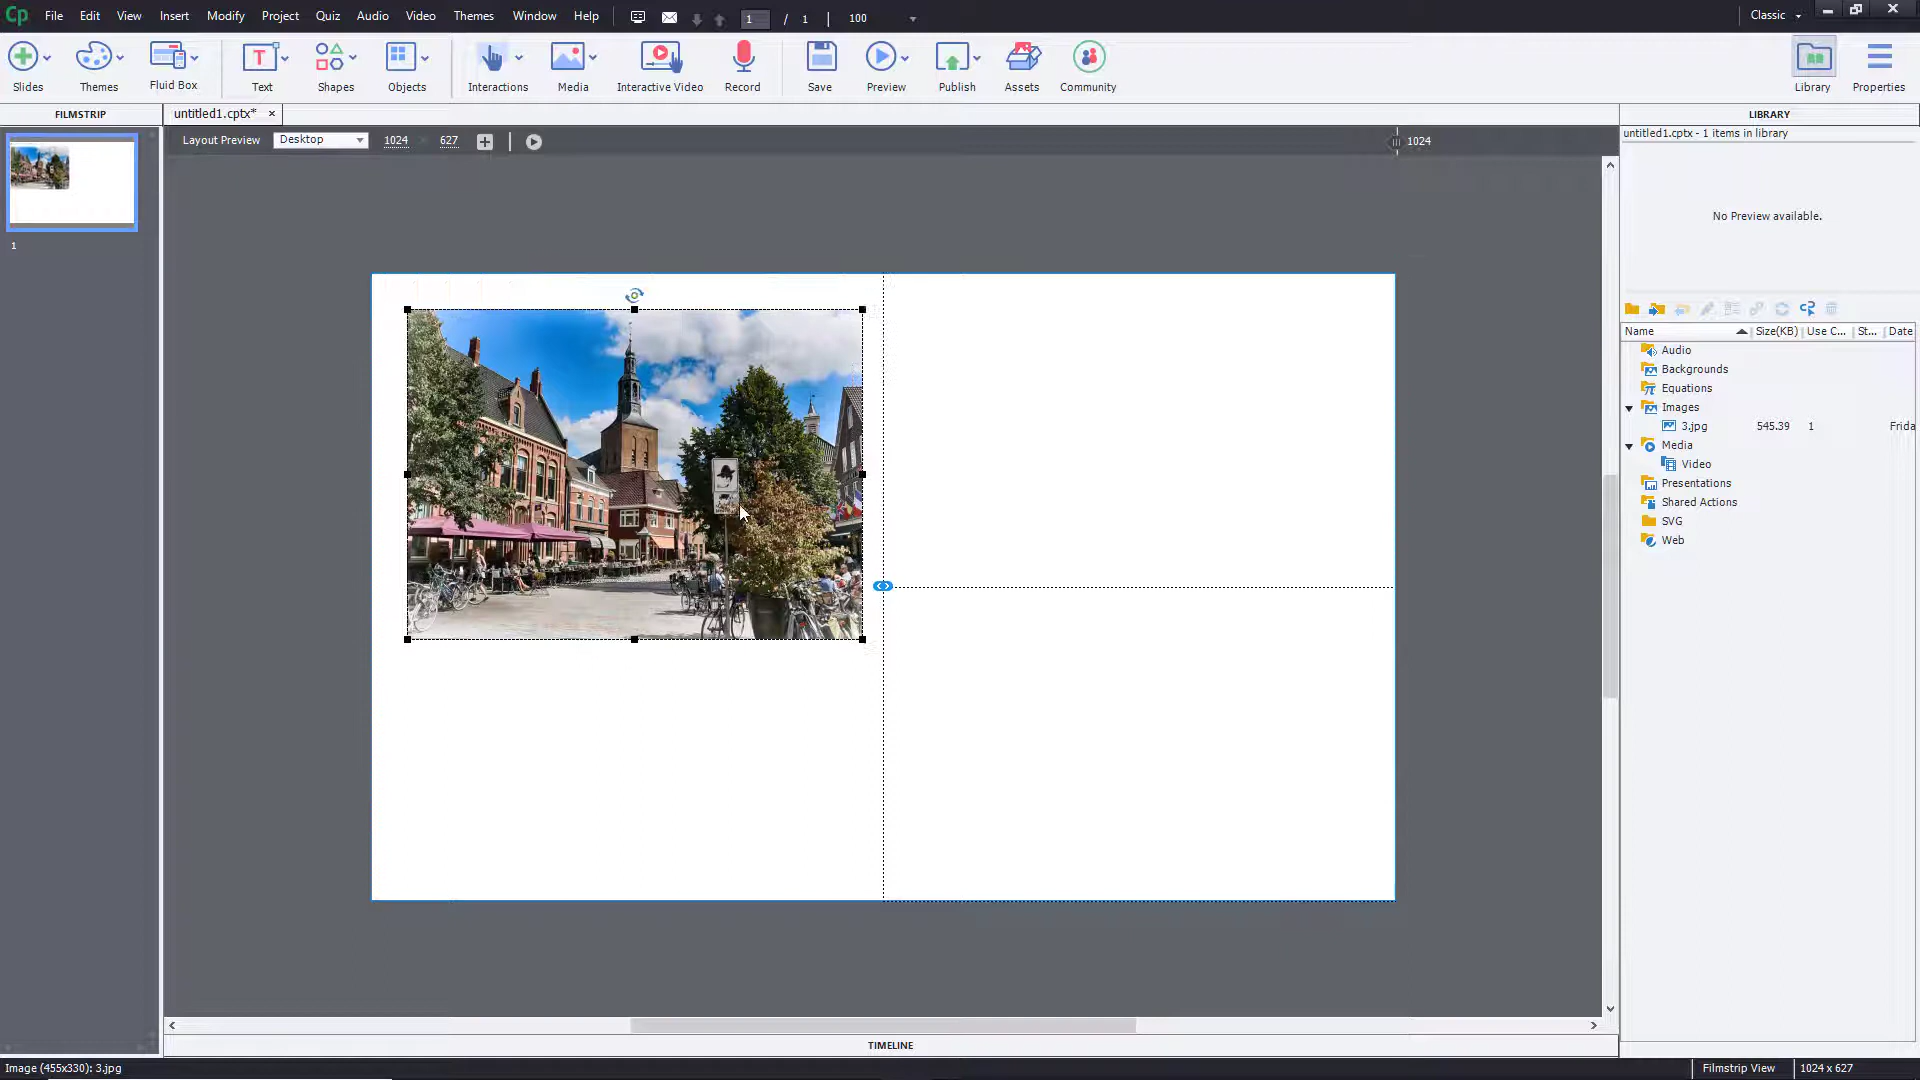 Cp File Edit View Insert Modify Project Quiz Audio Video Themes Window Help 1 / 1 | 100 Classic
Slides Themes Fluid Box Text Shapes Objects Interactions Media Interactive Video Record Save Preview Publish Assets Community Library Properties
FILMSTRIP untitled1.cptx* × LIBRARY
Layout Preview Desktop 1024 627 1024
untitled1.cptx - 1 items in library
No Preview available.
1
Name Size(KB) Use C... St... Date
Audio
Backgrounds
Equations
Images
3.jpg 545.39 1 Frida
Media
Video
Presentations
Shared Actions
SVG
Web
TIMELINE
Image (455x330): 3.jpg Filmstrip View 1024 x 627